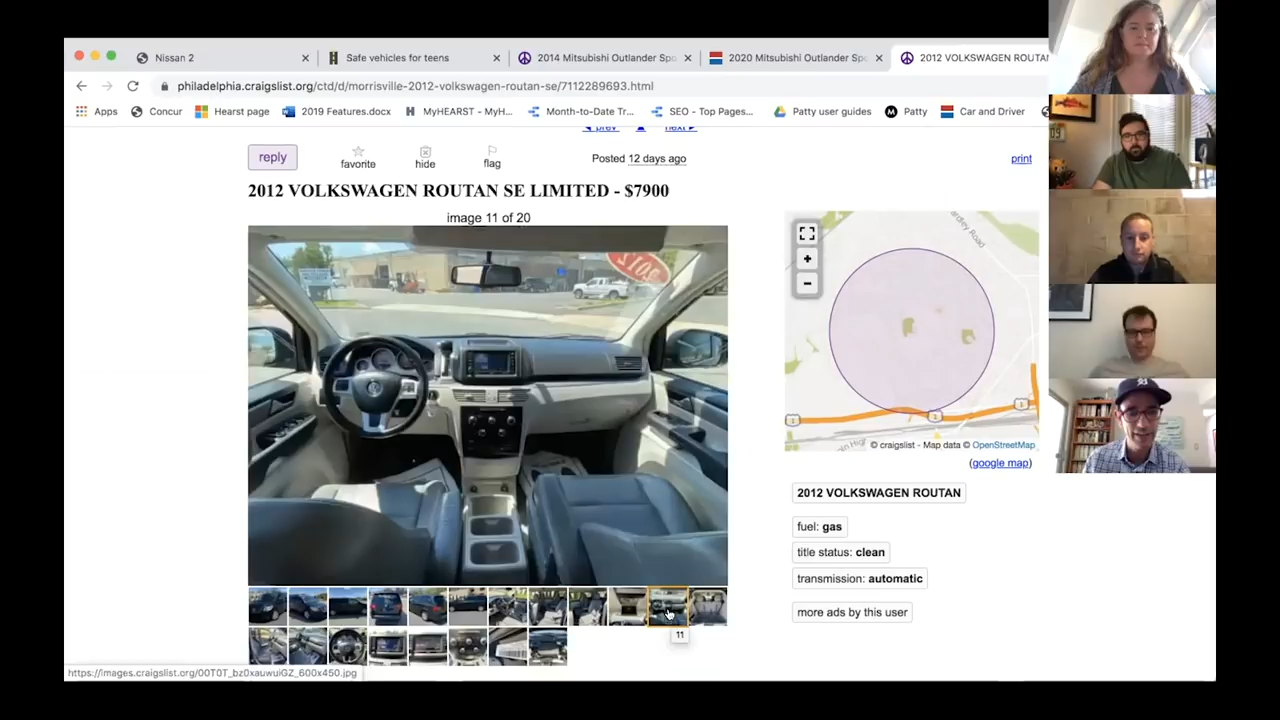 Nissan 2
Safe vehicles for teens
2014 Mitsubishi Outlander Spo
2020 Mitsubishi Outlander Spo
2012 VOLKSWAGEN ROUTAN
philadelphia.craigslist.org/ctd/d/morrisville-2012-volkswagen-routan-se/7112289693.html
Apps
Concur
Hearst page
2019 Features.docx
MyHEARST - MyH...
Month-to-Date Tr...
SEO - Top Pages...
Patty user guides
Patty
Car and Driver
◀ prev ▲ next ▶
reply
favorite
hide
flag
Posted 12 days ago
print
2012 VOLKSWAGEN ROUTAN SE LIMITED - $7900
image 11 of 20
2012
+
−
© craigslist - Map data © OpenStreetMap
(google map)
2012 VOLKSWAGEN ROUTAN
fuel: gas
title status: clean
transmission: automatic
more ads by this user
11
https://images.craigslist.org/00T0T_bz0xauwuiGZ_600x450.jpg